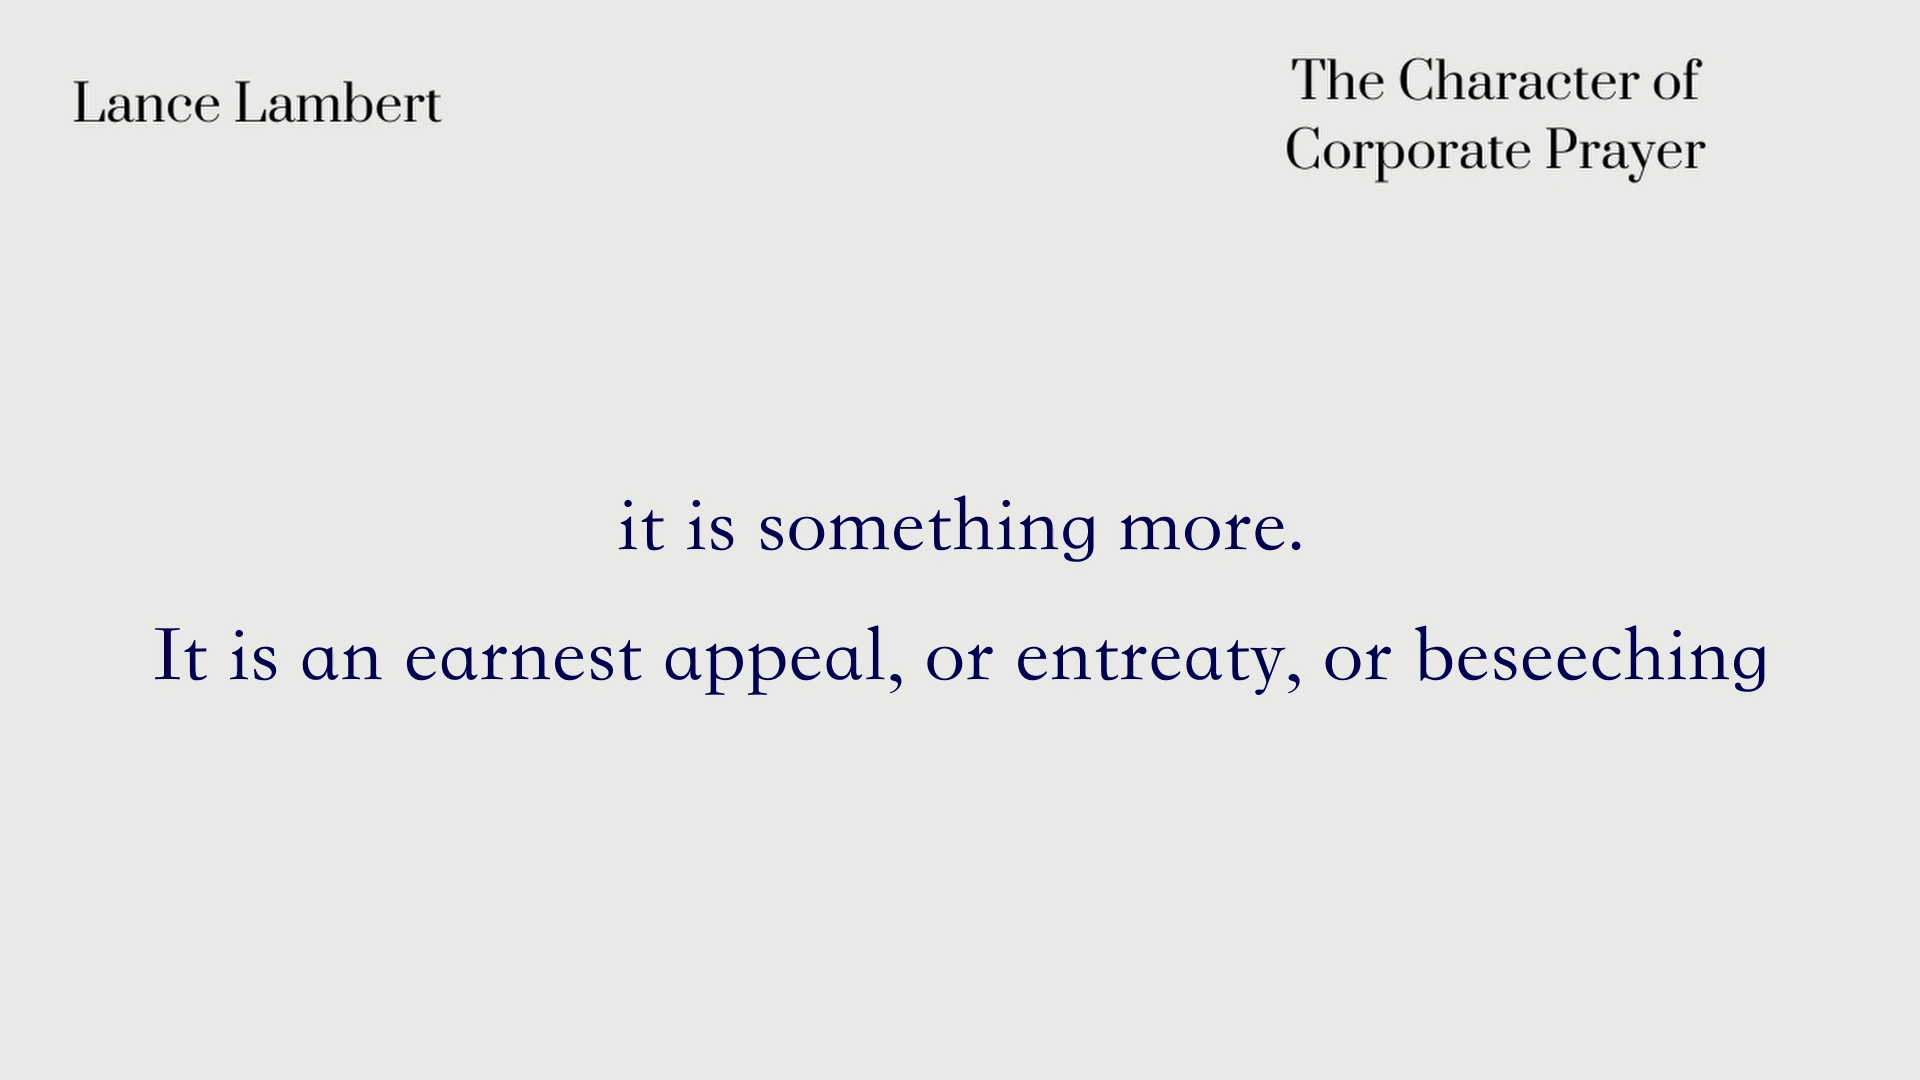 Lance Lambert
The Character of
Corporate Prayer
it is something more.
It is an earnest appeal, or entreaty, or beseeching